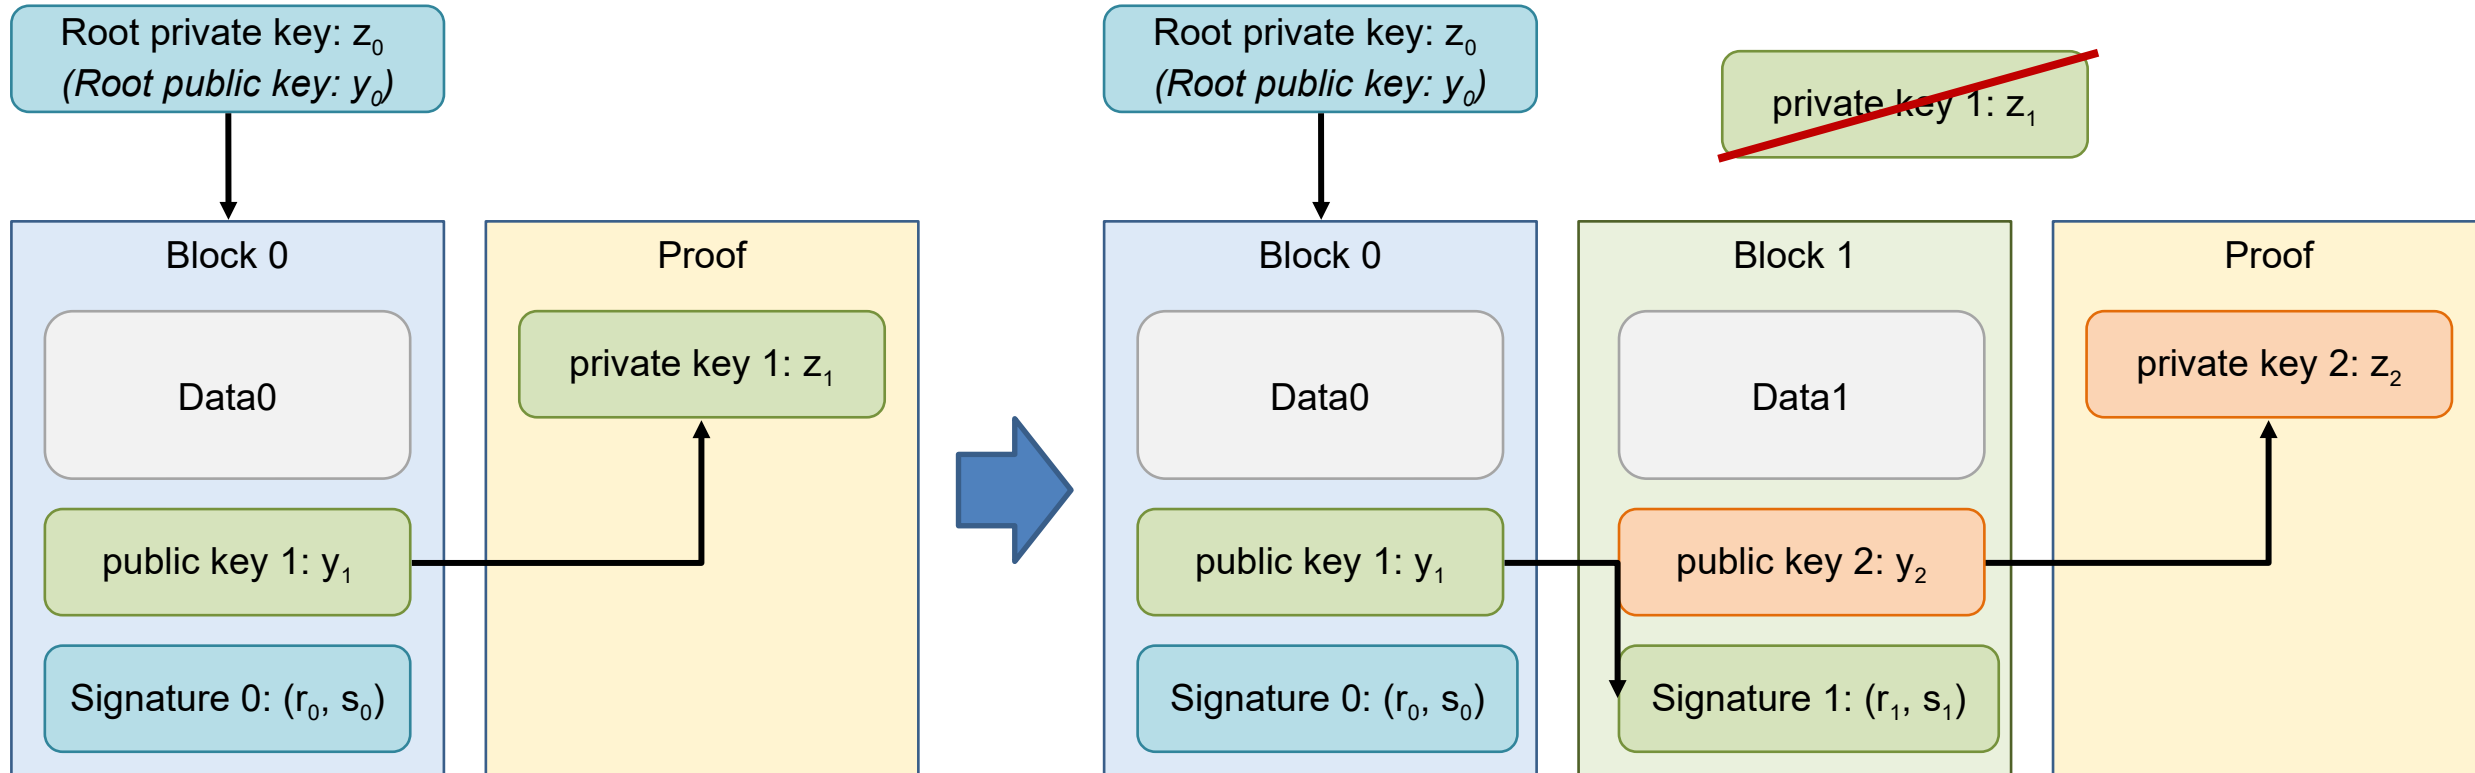 Root private key: z₀
(Root public key: y₀)
Block 0
Data0
public key 1: y₁
Signature 0: (r₀, s₀)
Proof
private key 1: z₁
Root private key: z₀
(Root public key: y₀)
private key 1: z₁
Block 0
Data0
public key 1: y₁
Signature 0: (r₀, s₀)
Block 1
Data1
public key 2: y₂
Signature 1: (r₁, s₁)
Proof
private key 2: z₂